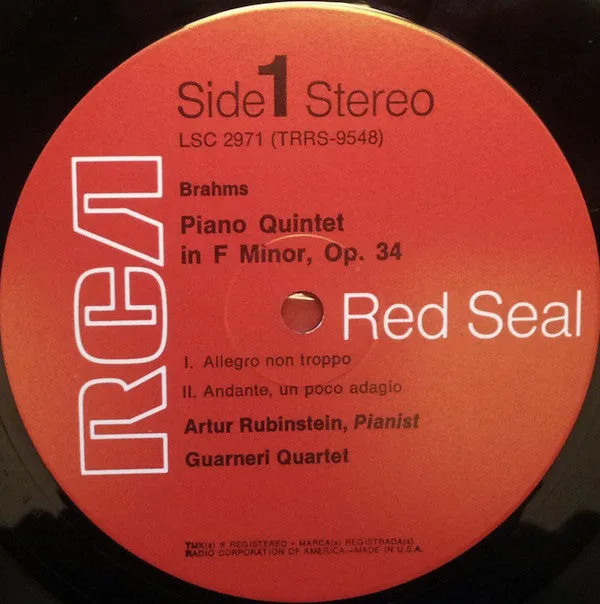 Side 1 Stereo
LSC 2971 (TRRS-9548)
Brahms
Piano Quintet
in F Minor, Op. 34
RCA
Red Seal
I. Allegro non troppo
II. Andante, un poco adagio
Artur Rubinstein, Pianist
Guarneri Quartet
TMK(s) ® REGISTERED • MARCA(s) REGISTRADA(s)
RADIO CORPORATION OF AMERICA—MADE IN U.S.A.